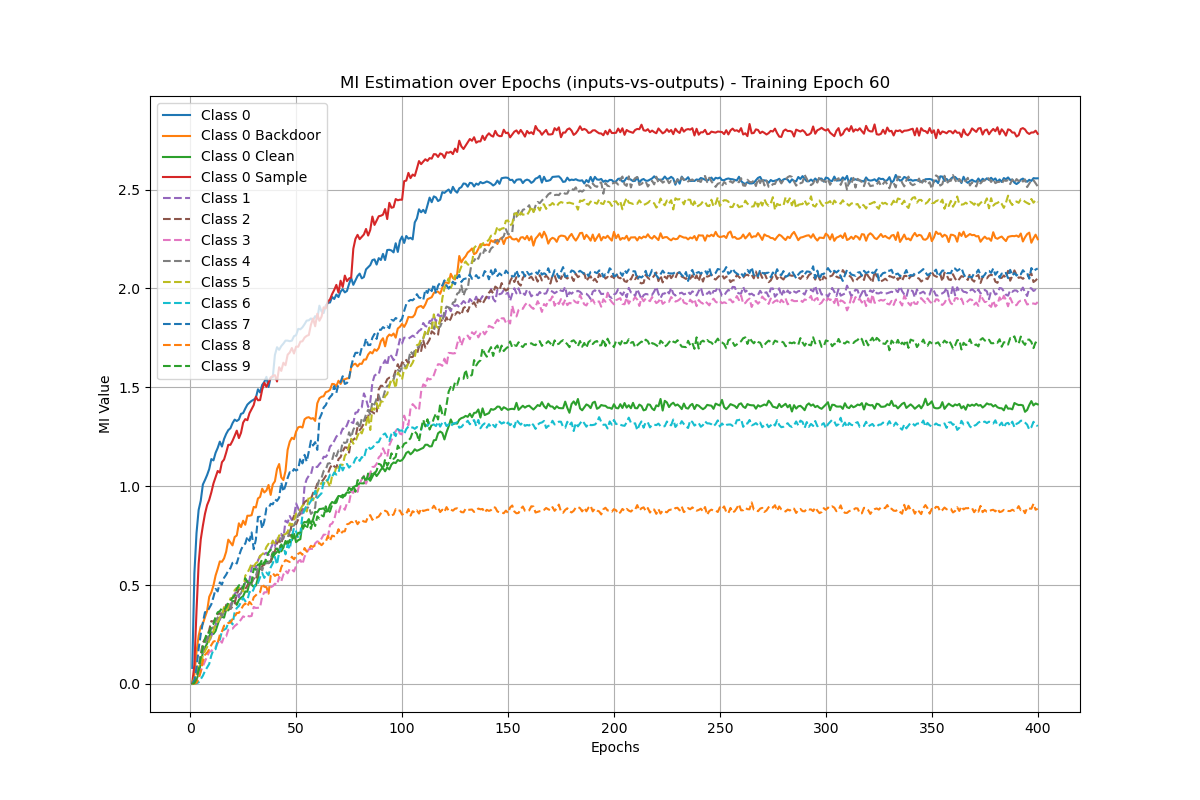 MI Estimation over Epochs (inputs-vs-outputs) - Training Epoch 60
Class 0
Class 0 Backdoor
Class 0 Clean
Class 0 Sample
Class 1
Class 2
Class 3
Class 4
Class 5
Class 6
Class 7
Class 8
Class 9
MI Value
2.5
2.0
1.5
1.0
0.5
0.0
0 50 100 150 200 250 300 350 400
Epochs